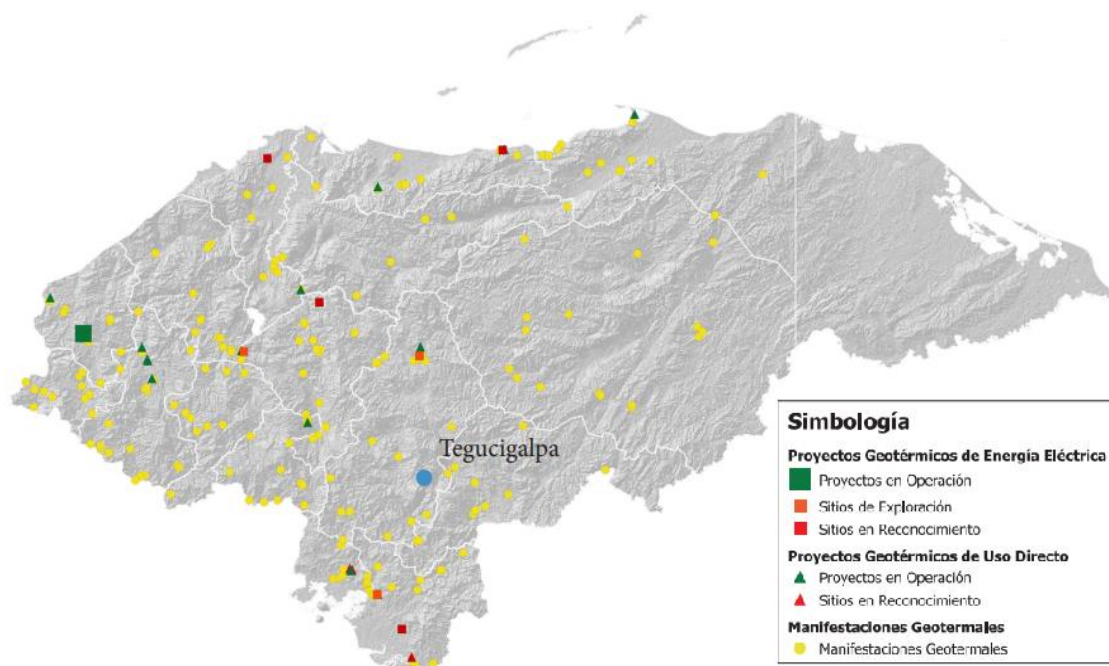 Tegucigalpa
Simbología
Proyectos Geotérmicos de Energía Eléctrica
Proyectos en Operación
Sitios de Exploración
Sitios en Reconocimiento
Proyectos Geotérmicos de Uso Directo
Proyectos en Operación
Sitios en Reconocimiento
Manifestaciones Geotermales
Manifestaciones Geotermales